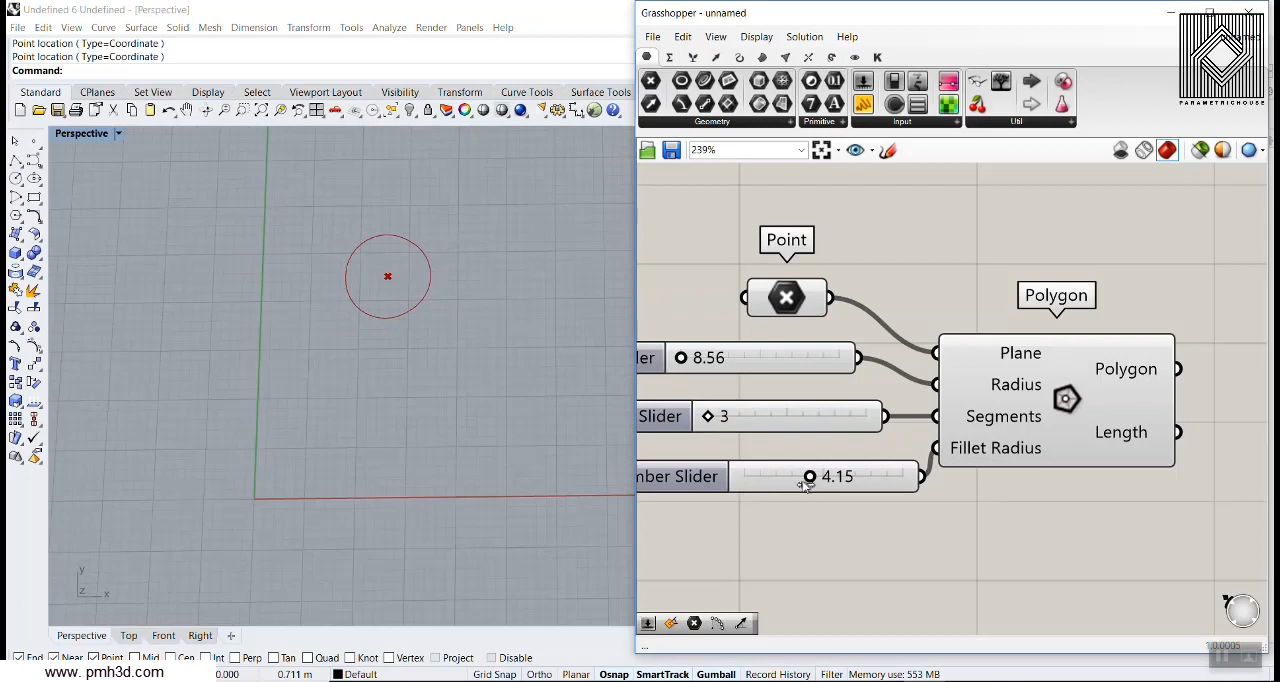 Undefined 6 Undefined - [Perspective]
File Edit View Curve Surface Solid Mesh Dimension Transform Tools Analyze Render Panels Help
Point location ( Type=Coordinate )
Point location ( Type=Coordinate )
Command:
Standard CPlanes Set View Display Select Viewport Layout Visibility Transform Curve Tools Surface Tools
Perspective
y
z x
Perspective Top Front Right
End Near Point Mid Cen Int Perp Tan Quad Knot Vertex Project Disable
www. pmh3d.com
0.000 0.711 m Default Grid Snap Ortho Planar Osnap SmartTrack Gumball Record History Filter Memory use: 553 MB
Grasshopper - unnamed
File Edit View Display Solution Help
PARAMETRICHOUSE
Geometry Primitive Input Util
239%
Point
Polygon
8.56
Slider 3
mber Slider 4.15
Plane
Radius
Segments
Fillet Radius
Polygon
Length
...
1.0.0005